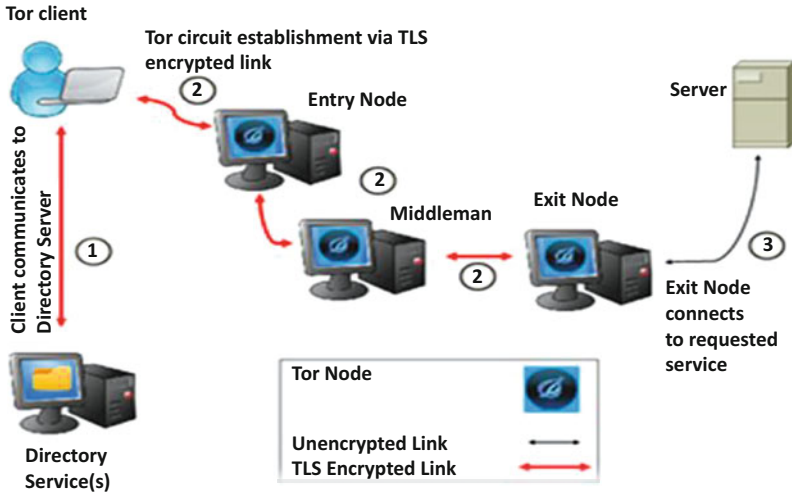 Tor client
Tor circuit establishment via TLS
encrypted link
2
Entry Node
Server
Client communicates to
Directory Server
1
2
Middleman
Exit Node
2
3
Exit Node
connects
to requested
service
Directory
Service(s)
Tor Node
Unencrypted Link
TLS Encrypted Link